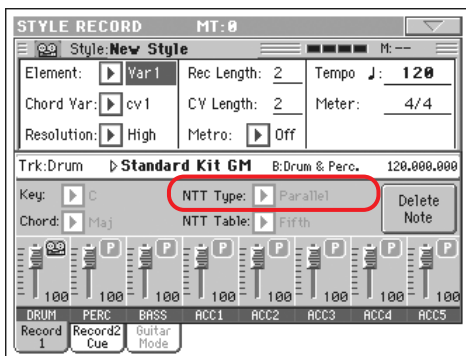 STYLE RECORD MT:0
Style:New Style M: --
Element: Var1 Rec Length: 2 Tempo ♩: 120
Chord Var: cv1 CV Length: 2 Meter: 4/4
Resolution: High Metro: Off
Trk:Drum Standard Kit GM B:Drum & Perc. 120.000.000
Key: C NTT Type: Parallel Delete
Chord: Maj NTT Table: Fifth Note
P P P P P P P
100 100 100 100 100 100 100 100
DRUM PERC BASS ACC1 ACC2 ACC3 ACC4 ACC5
Record Record2 Guitar
1 Cue Mode